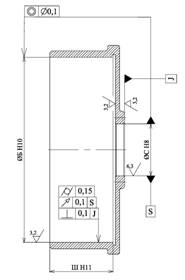 ◎ Ø0,1
J
3,2
3,2
ØБ H10
ØC H8
6,3
⌭ 0,15
↗ 0,1 S
⊥ 0,1 J
S
3,2
Ш H11